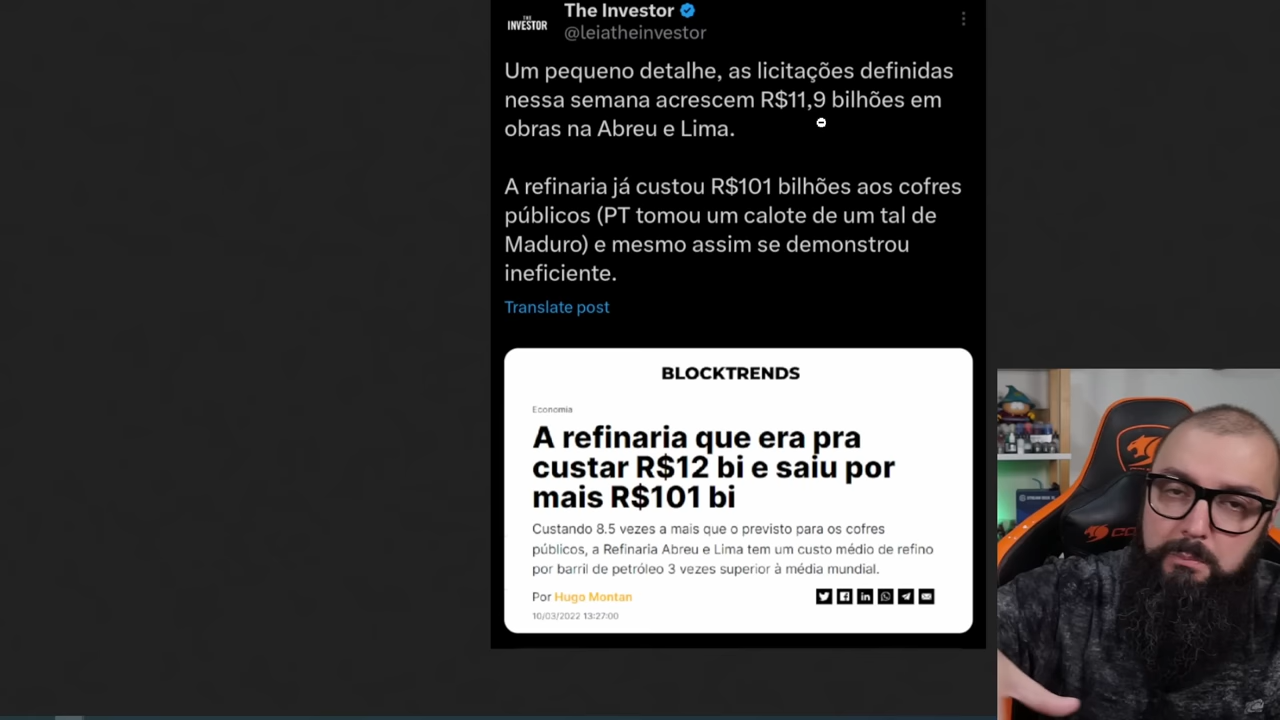 THE
INVESTOR
The Investor
@leiatheinvestor
Um pequeno detalhe, as licitações definidas
nessa semana acrescem R$11,9 bilhões em
obras na Abreu e Lima.
A refinaria já custou R$101 bilhões aos cofres
públicos (PT tomou um calote de um tal de
Maduro) e mesmo assim se demonstrou
ineficiente.
Translate post
BLOCKTRENDS
Economia
A refinaria que era pra
custar R$12 bi e saiu por
mais R$101 bi
Custando 8.5 vezes a mais que o previsto para os cofres
públicos, a Refinaria Abreu e Lima tem um custo médio de refino
por barril de petróleo 3 vezes superior à média mundial.
Por Hugo Montan
10/03/2022 13:27:00